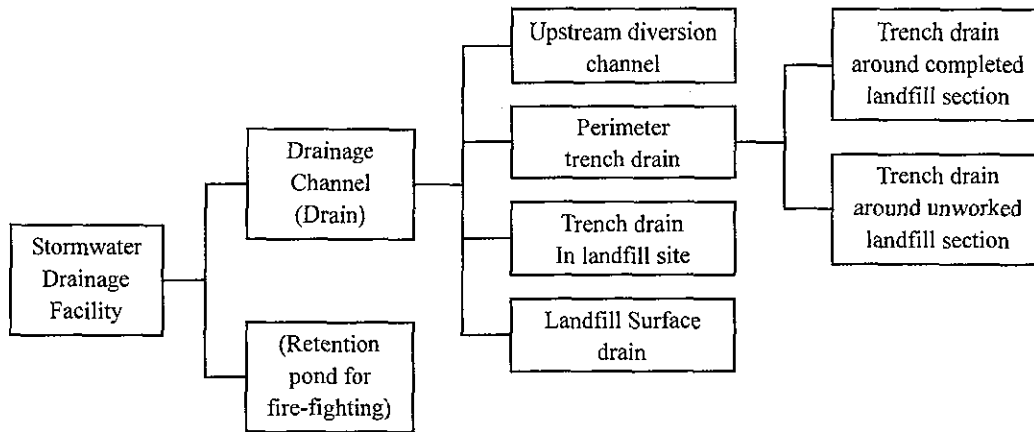 Stormwater
Drainage
Facility
Drainage
Channel
(Drain)
(Retention
pond for
fire-fighting)
Upstream diversion
channel
Perimeter
trench drain
Trench drain
In landfill site
Landfill Surface
drain
Trench drain
around completed
landfill section
Trench drain
around unworked
landfill section